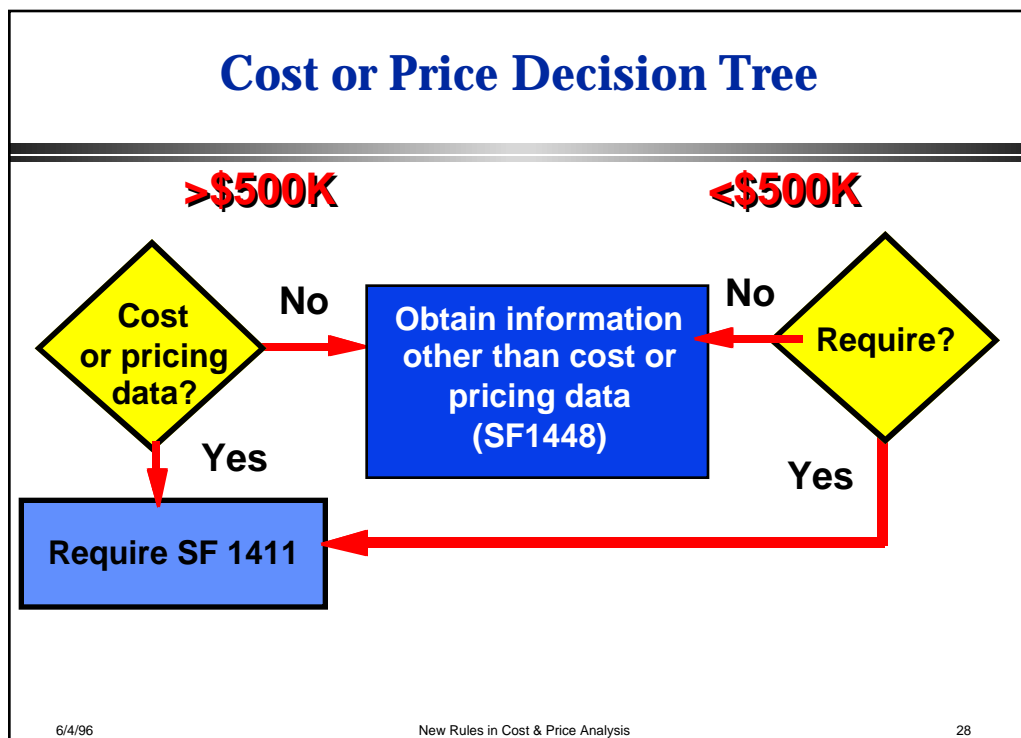 Cost or Price Decision Tree
>$500K
<$500K
Cost
or pricing
data?
No
Obtain information
other than cost or
pricing data
(SF1448)
No
Require?
Yes
Yes
Require SF 1411
6/4/96
New Rules in Cost & Price Analysis
28